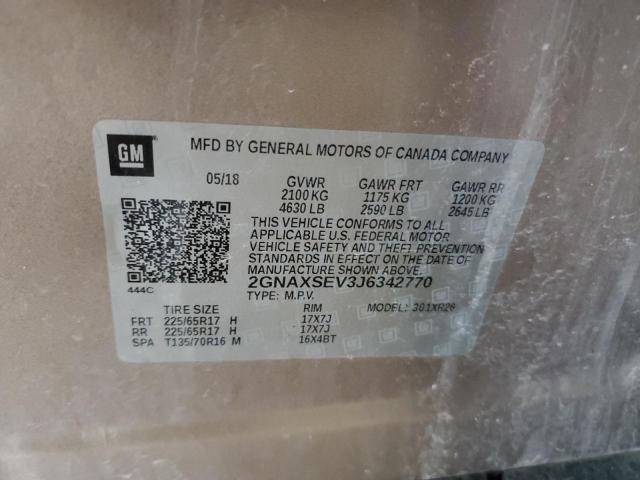 GM
MFD BY GENERAL MOTORS OF CANADA COMPANY
05/18 GVWR GAWR FRT GAWR RR
2100 KG 1175 KG 1200 KG
4630 LB 2590 LB 2645 LB
THIS VEHICLE CONFORMS TO ALL
APPLICABLE U.S. FEDERAL MOTOR
VEHICLE SAFETY AND THEFT PREVENTION
STANDARDS IN EFFECT ON THE DATE OF
MANUFACTURE SHOWN ABOVE.
444C 2GNAXSEV3J6342770
TYPE: M.P.V. MODEL: 301XR26
TIRE SIZE RIM
FRT 225/65R17 H 17X7J
RR 225/65R17 H 17X7J
SPA T135/70R16 M 16X4BT